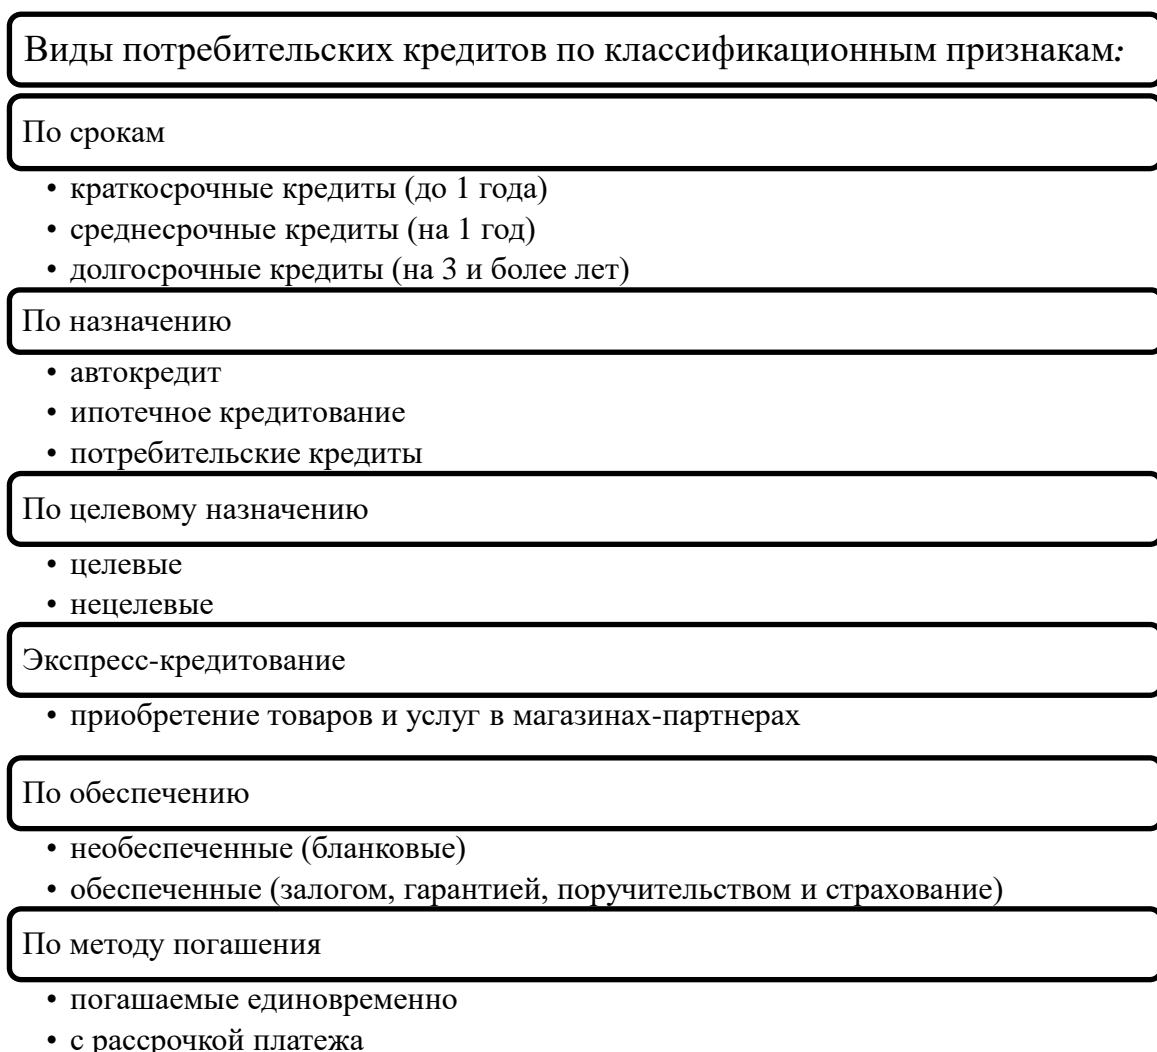 Виды потребительских кредитов по классификационным признакам:
По срокам
• краткосрочные кредиты (до 1 года)
• среднесрочные кредиты (на 1 год)
• долгосрочные кредиты (на 3 и более лет)
По назначению
• автокредит
• ипотечное кредитование
• потребительские кредиты
По целевому назначению
• целевые
• нецелевые
Экспресс-кредитование
• приобретение товаров и услуг в магазинах-партнерах
По обеспечению
• необеспеченные (бланковые)
• обеспеченные (залогом, гарантией, поручительством и страхование)
По методу погашения
• погашаемые единовременно
• с рассрочкой платежа